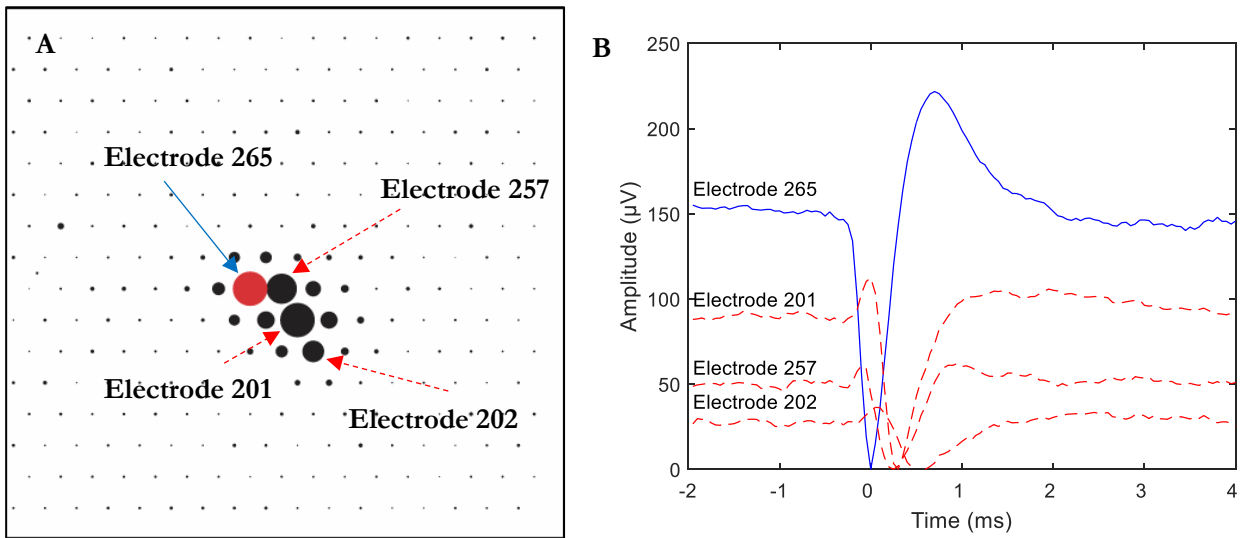 A
Electrode 265
Electrode 257
Electrode 201
Electrode 202
B
250
200
150
100
50
0
Amplitude (µV)
Electrode 265
Electrode 201
Electrode 257
Electrode 202
-2
-1
0
1
2
3
4
Time (ms)